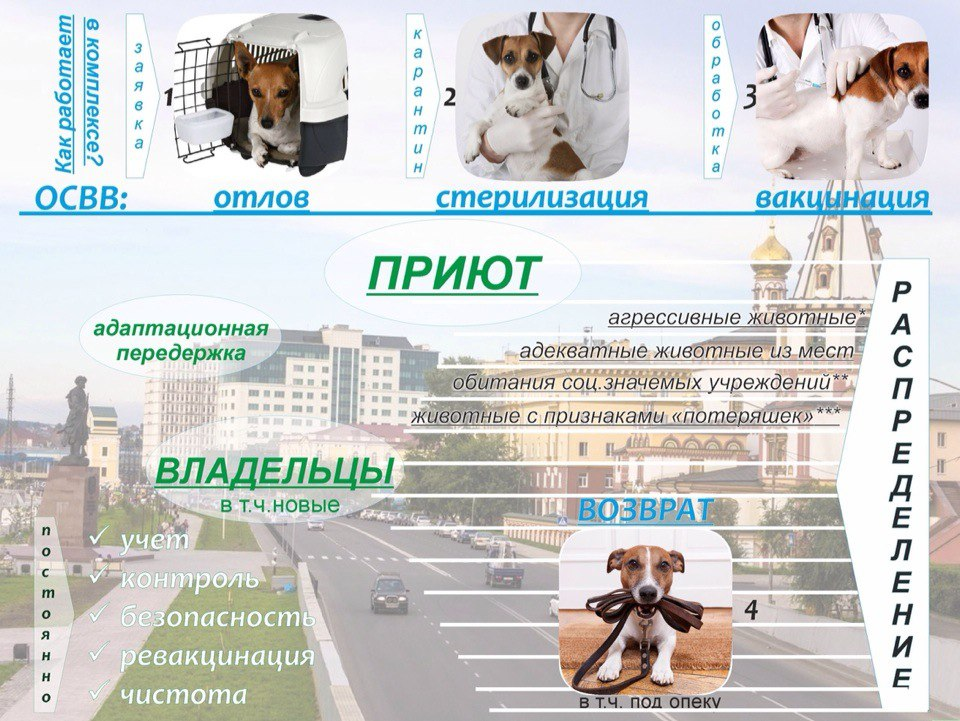 Как работает
в комплексе?
заявка
1
карантин
2
обработка
3
ОСВВ:
отлов
стерилизация
вакцинация
ПРИЮТ
адаптационная
передержка
агрессивные животные*
адекватные животные из мест
обитания соц.значемых учреждений**
животные с признаками «потеряшек»***
РАСПРЕДЕЛЕНИЕ
ВЛАДЕЛЬЦЫ
в т.ч.новые
ВОЗВРАТ
4
в т.ч. под опеку
постоянно
✓ учет
✓ контроль
✓ безопасность
✓ ревакцинация
✓ чистота